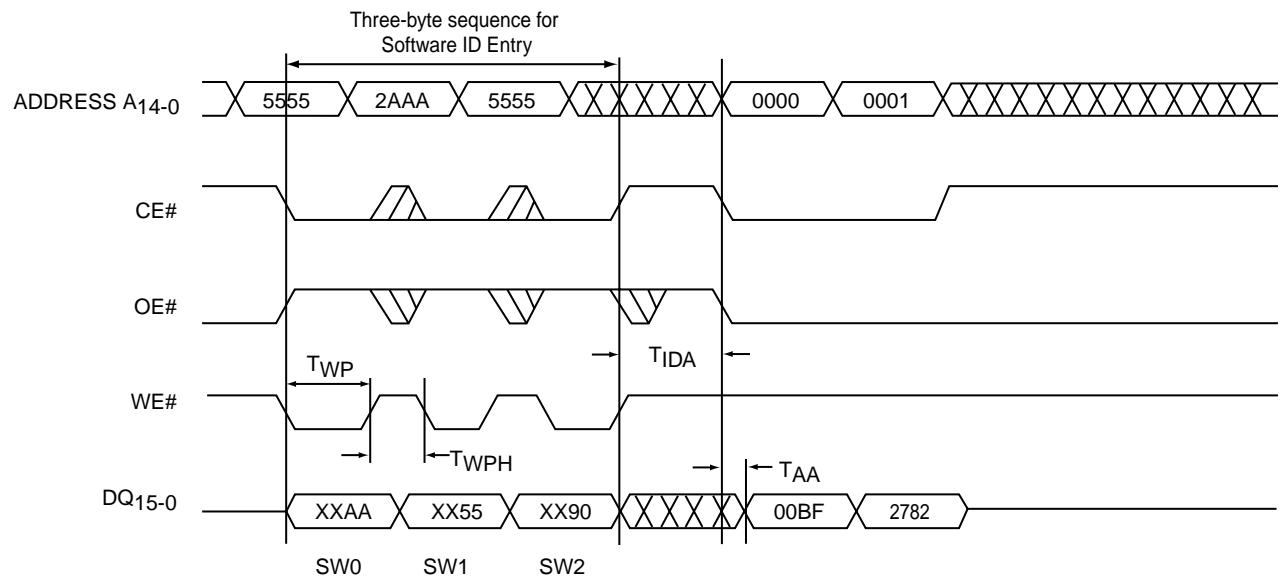 Three-byte sequence for
Software ID Entry
ADDRESS A14-0 5555 2AAA 5555 0000 0001
CE#
OE#
TIDA
TWP
WE#
TWPH
TAA
DQ15-0 XXAA XX55 XX90 00BF 2782
SW0 SW1 SW2